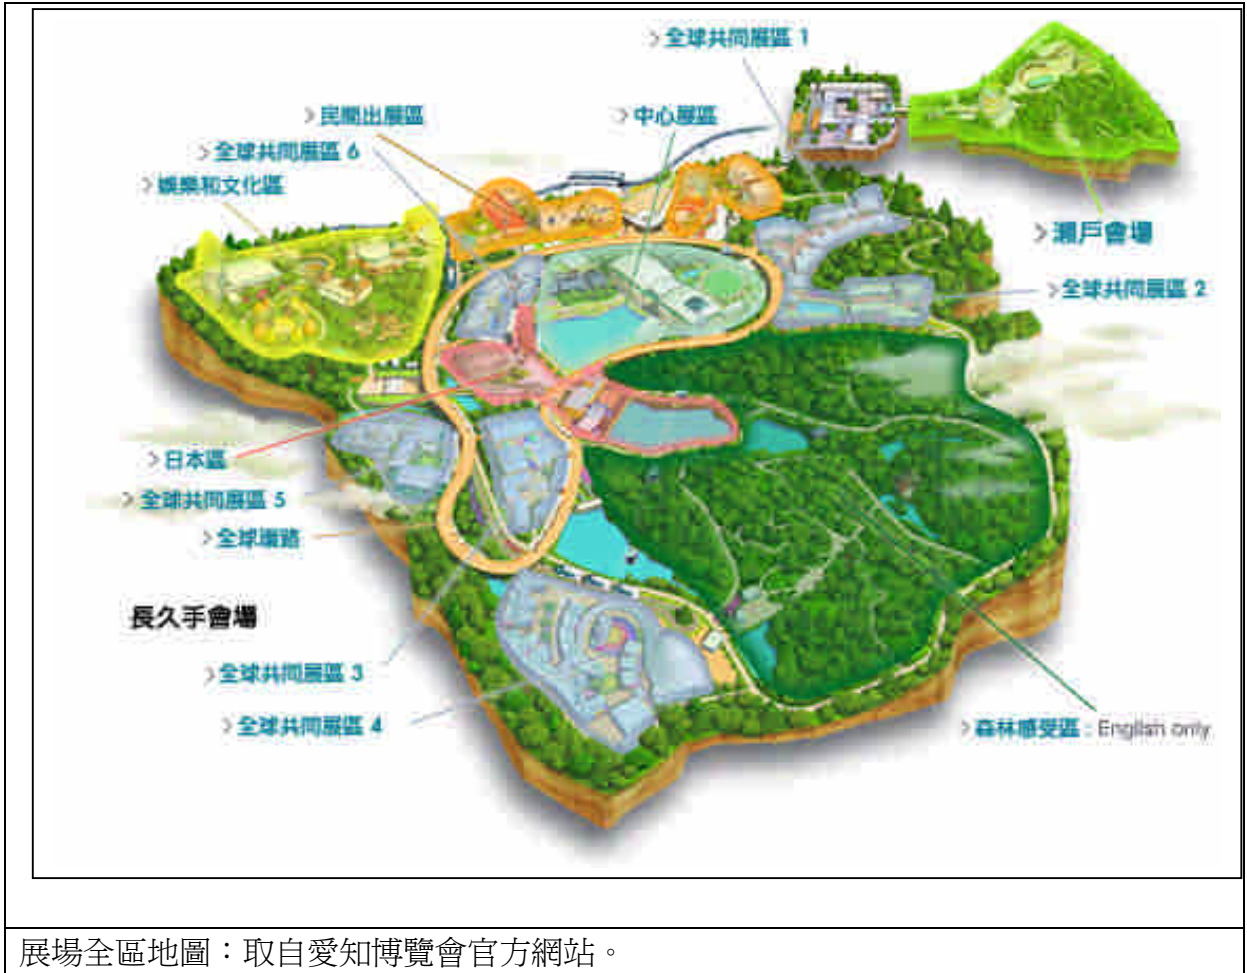 > 全球共同展區 1
> 民間出展區
> 中心展區
> 全球共同展區 6
> 娛樂和文化區
> 瀨戶會場
> 全球共同展區 2
> 日本區
> 全球共同展區 5
> 全球環路
長久手會場
> 全球共同展區 3
> 全球共同展區 4
> 森林感受區 : English only
展場全區地圖：取自愛知博覽會官方網站。